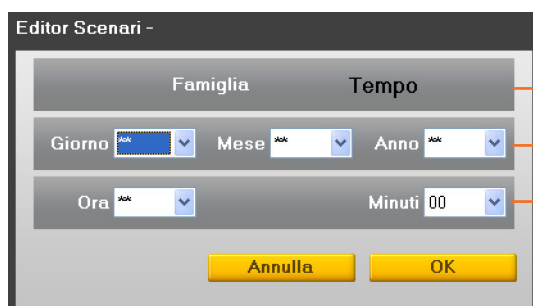 Editor Scenari -
Famiglia Tempo
Giorno ** Mese ** Anno **
Ora ** Minuti 00
Annulla OK